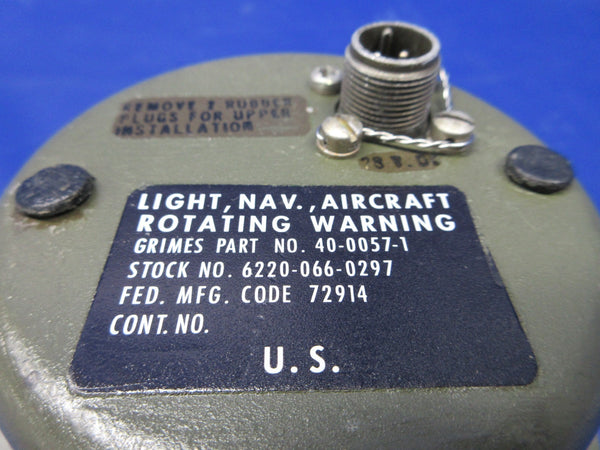 REMOVE 2 RUBBER
PLUGS FOR UPPER
INSTALLATION
28 V. DC
LIGHT, NAV., AIRCRAFT
ROTATING WARNING
GRIMES PART NO. 40-0057-1
STOCK NO. 6220-066-0297
FED. MFG. CODE 72914
CONT. NO.
U.S.